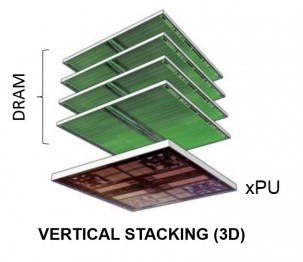 DRAM
xPU
VERTICAL STACKING (3D)